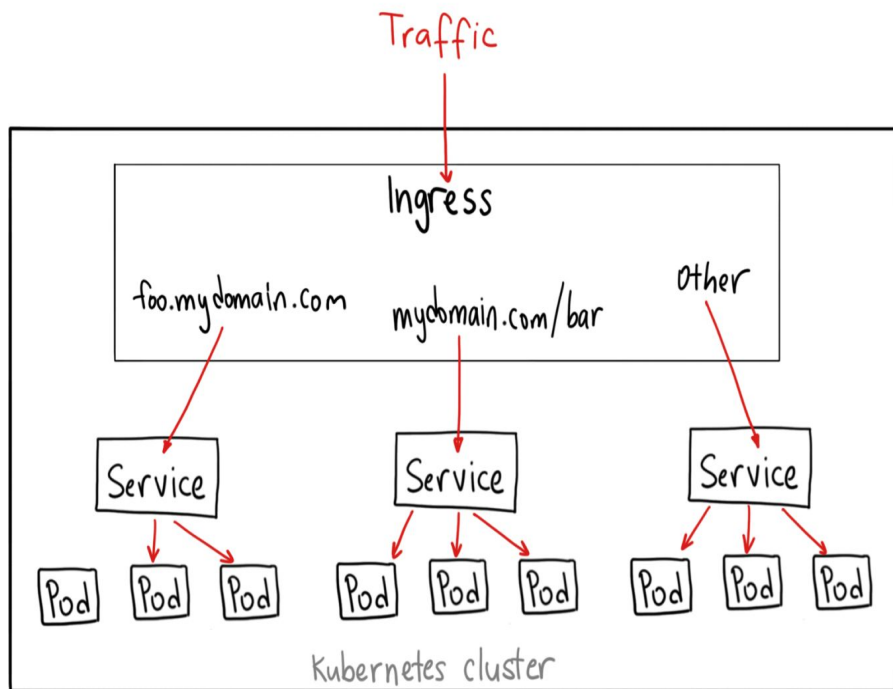 Traffic
Ingress
foo.mydomain.com
mydomain.com/bar
Other
Service
Service
Service
Pod
Pod
Pod
Pod
Pod
Pod
Pod
Pod
Pod
Kubernetes cluster